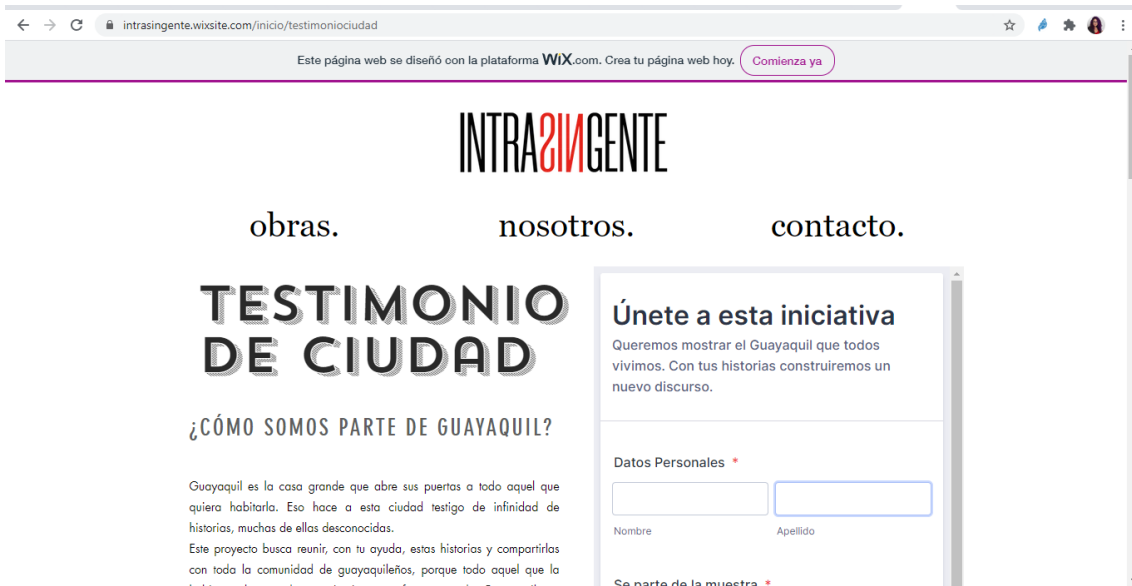 intrasingente.wixsite.com/inicio/testimoniociudad
Este página web se diseñó con la plataforma WiX.com. Crea tu página web hoy. Comienza ya
INTRASINGENTE
obras. nosotros. contacto.
TESTIMONIO
DE CIUDAD
¿CÓMO SOMOS PARTE DE GUAYAQUIL?
Guayaquil es la casa grande que abre sus puertas a todo aquel que
quiera habitarla. Eso hace a esta ciudad testigo de infinidad de
historias, muchas de ellas desconocidas.
Este proyecto busca reunir, con tu ayuda, estas historias y compartirlas
con toda la comunidad de guayaquileños, porque todo aquel que la
Únete a esta iniciativa
Queremos mostrar el Guayaquil que todos
vivimos. Con tus historias construiremos un
nuevo discurso.
Datos Personales *
Nombre Apellido
Se parte de la muestra *